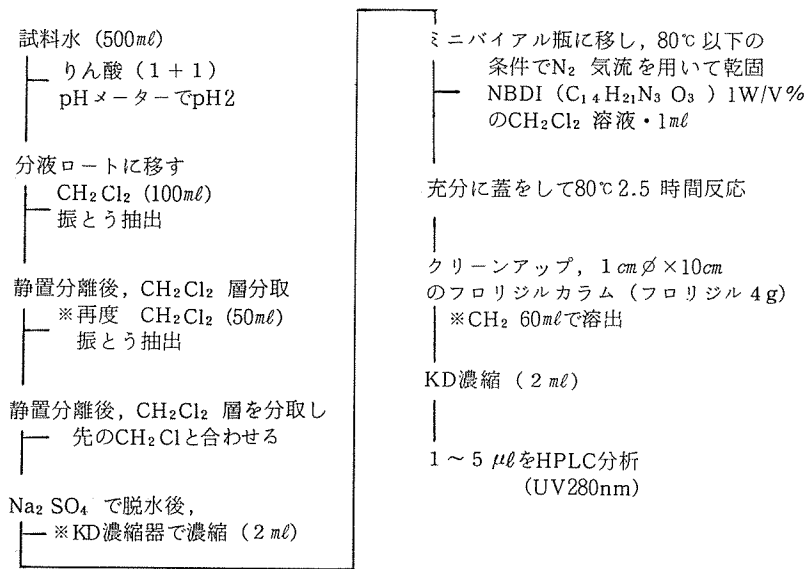 試料水 (500㎖)
りん酸 (1+1)
pHメーターでpH2
分液ロートに移す
CH₂Cl₂ (100㎖)
振とう抽出
静置分離後, CH₂Cl₂ 層分取
※再度 CH₂Cl₂ (50㎖)
振とう抽出
静置分離後, CH₂Cl₂ 層を分取し
先のCH₂Clと合わせる
Na₂ SO₄ で脱水後,
※KD濃縮器で濃縮 (2㎖)
ミニバイアル瓶に移し, 80℃以下の
条件でN₂ 気流を用いて乾固
NBDI (C₁₄H₂₁N₃ O₃ ) 1W/V%
のCH₂Cl₂ 溶液・1㎖
充分に蓋をして80℃2.5 時間反応
クリーンアップ, 1㎝φ×10㎝
のフロリジルカラム (フロリジル4g)
※CH₂ 60㎖で溶出
KD濃縮 (2㎖)
1~5 μℓをHPLC分析
(UV280nm)